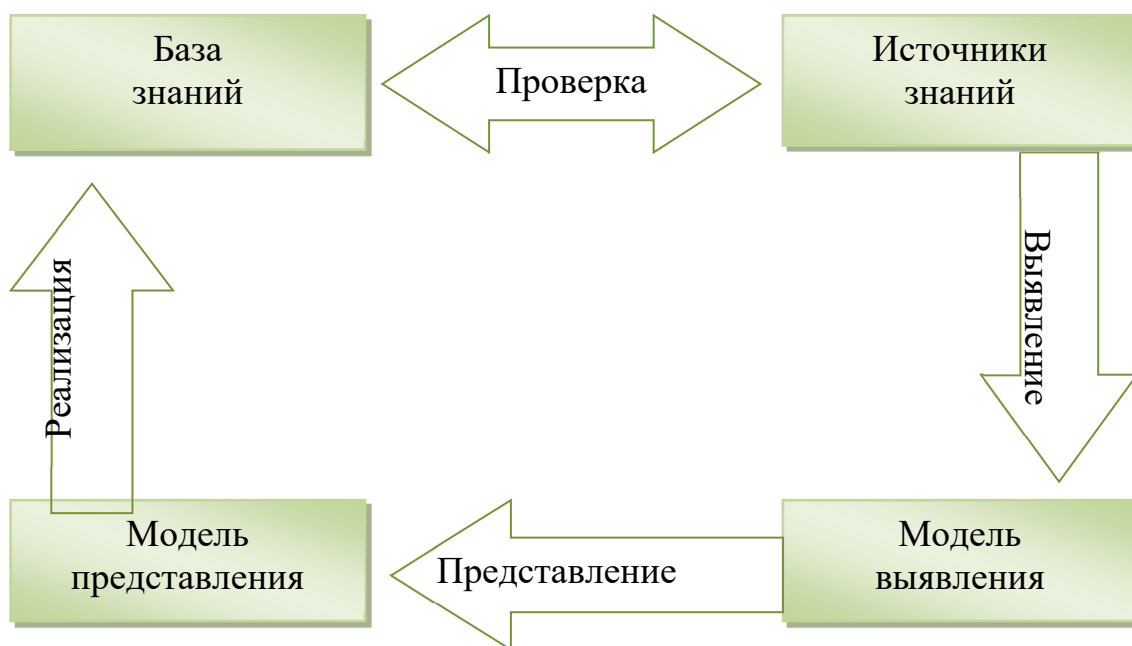 База
знаний
Проверка
Источники
знаний
Реализация
Выявление
Модель
представления
Представление
Модель
выявления